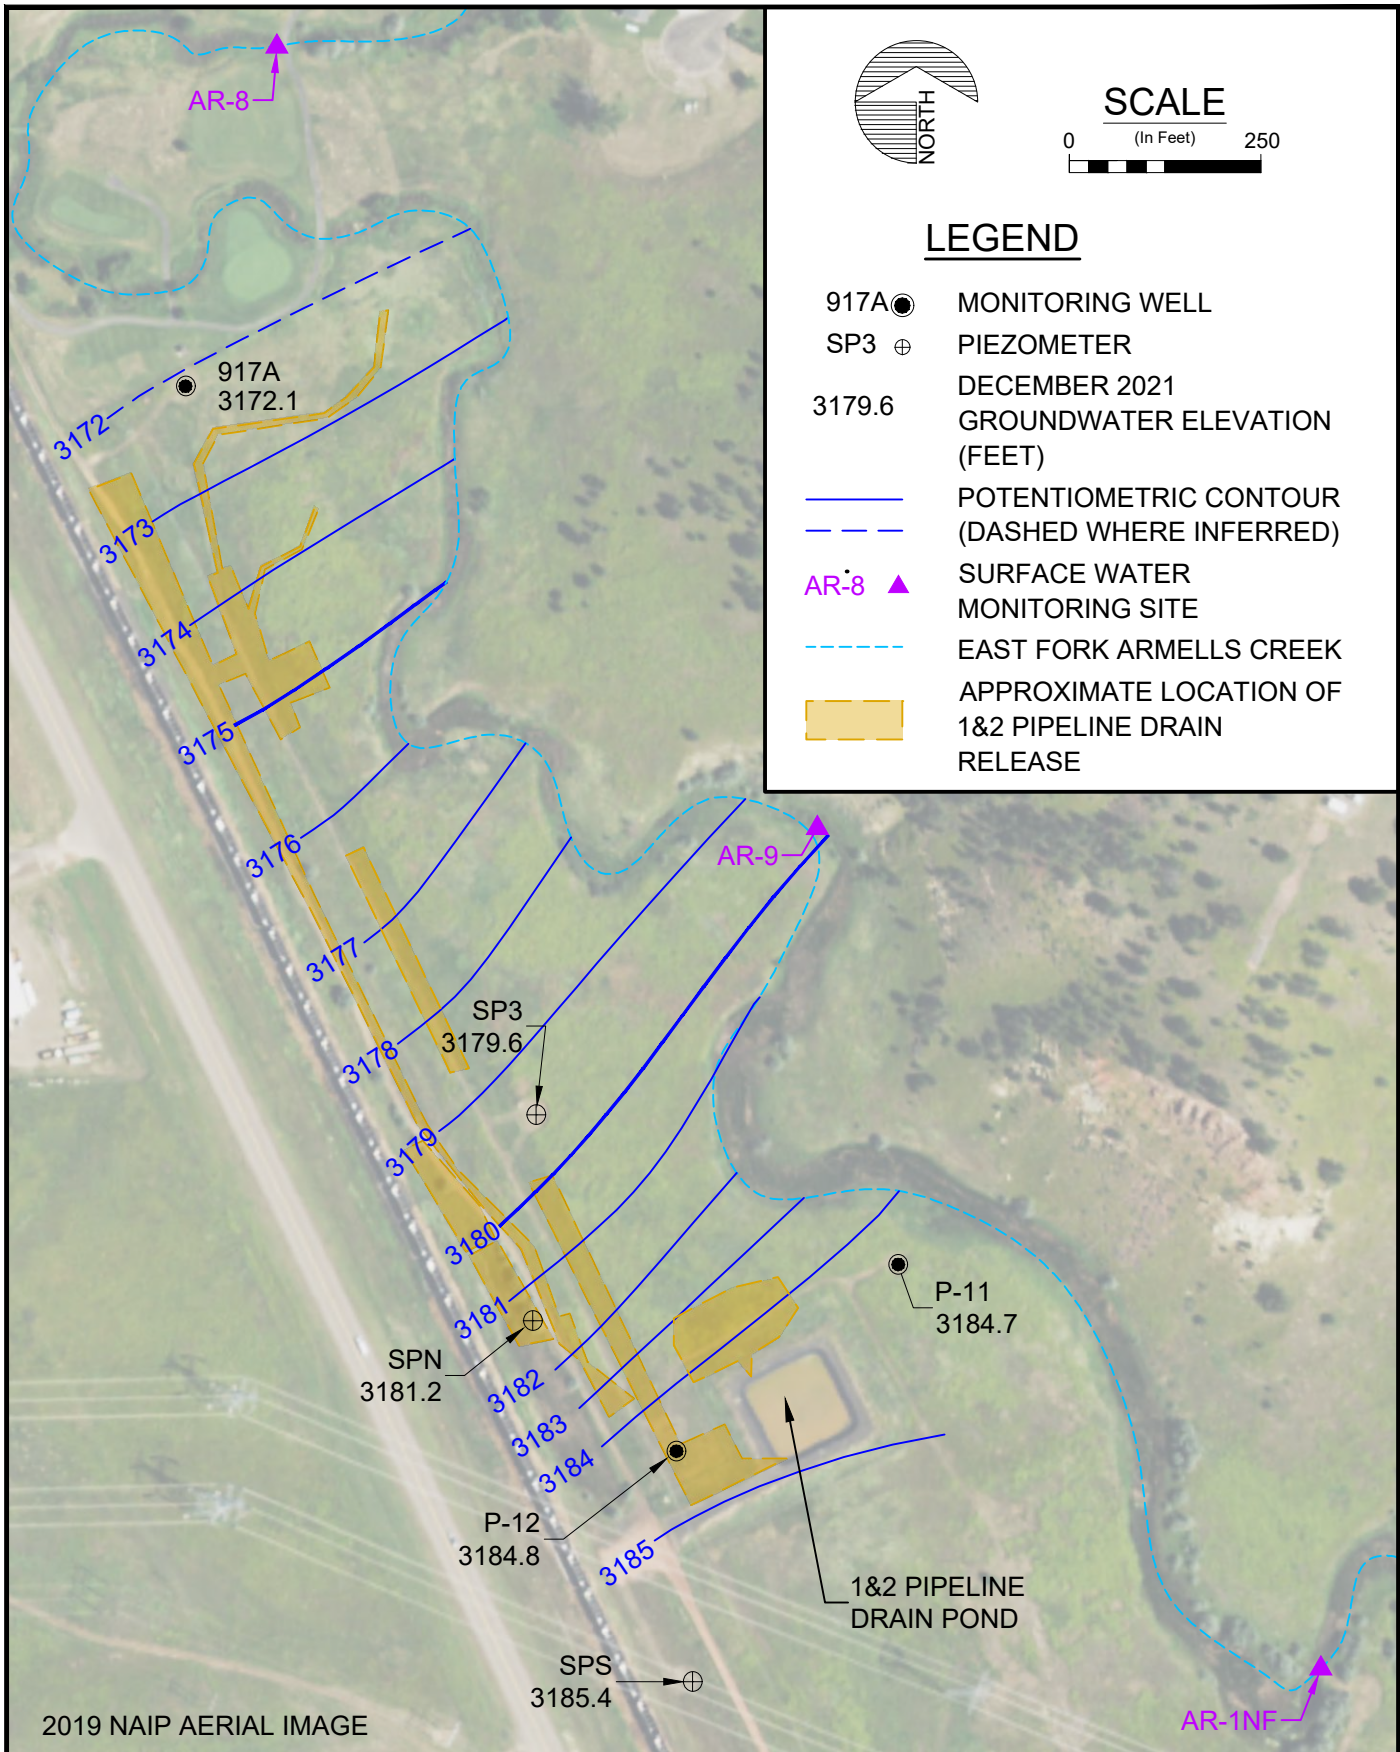 AR-8
NORTH
SCALE
(In Feet)
0 250
LEGEND
917A MONITORING WELL
SP3 PIEZOMETER
3179.6 DECEMBER 2021
GROUNDWATER ELEVATION
(FEET)
POTENTIOMETRIC CONTOUR
(DASHED WHERE INFERRED)
AR-8 SURFACE WATER
MONITORING SITE
EAST FORK ARMELLS CREEK
APPROXIMATE LOCATION OF
1&2 PIPELINE DRAIN
RELEASE
917A
3172.1
3172
3173
3174
3175
3176
AR-9
3177
SP3
3179.6
3178
3179
3180
3181
P-11
3184.7
SPN
3181.2
3182
3183
3184
P-12
3184.8
3185
1&2 PIPELINE
DRAIN POND
SPS
3185.4
AR-1NF
2019 NAIP AERIAL IMAGE